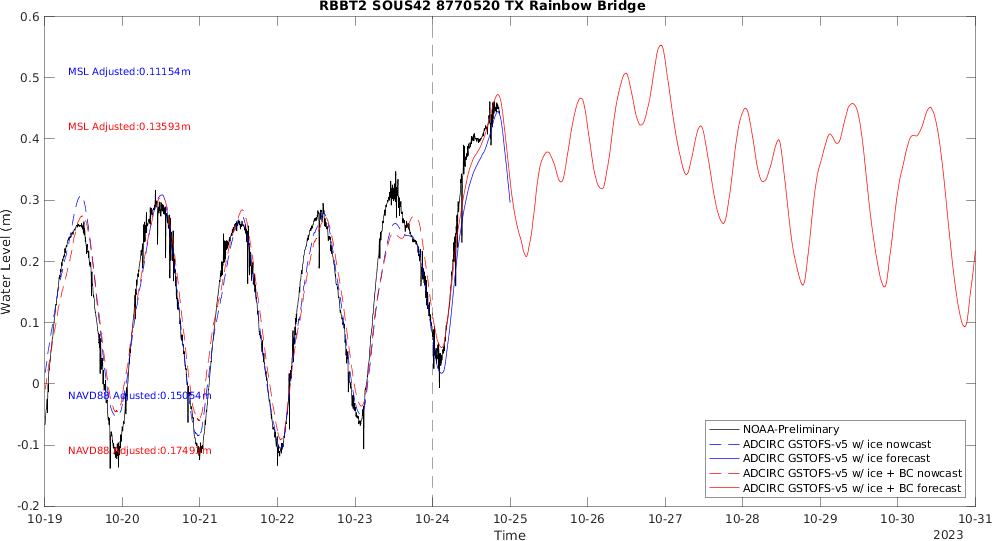 RBBT2 SOUS42 8770520 TX Rainbow Bridge
0.6
0.5
0.4
0.3
0.2
0.1
0
-0.1
-0.2
Water Level (m)
MSL Adjusted:0.11154m
MSL Adjusted:0.13593m
NAVD88 Adjusted:0.15054m
NAVD88 Adjusted:0.1749
NOAA-Preliminary
ADCIRC GSTOFS-v5 w/ ice nowcast
ADCIRC GSTOFS-v5 w/ ice forecast
ADCIRC GSTOFS-v5 w/ ice + BC nowcast
ADCIRC GSTOFS-v5 w/ ice + BC forecast
10-19 10-20 10-21 10-22 10-23 10-24 10-25 10-26 10-27 10-28 10-29 10-30 10-31
Time
2023